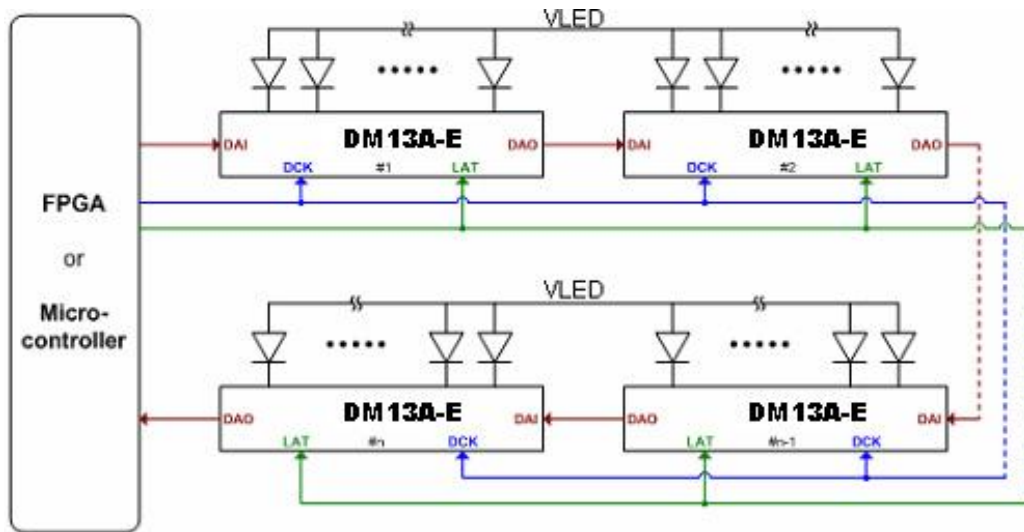 VLED
DAI DM13A-E DAO
DCK #1 LAT
DAI DM13A-E DAO
DCK #2 LAT
FPGA
or
Micro-
controller
VLED
DAO DM13A-E DAI
LAT #n DCK
DAO DM13A-E DAI
LAT #n-1 DCK